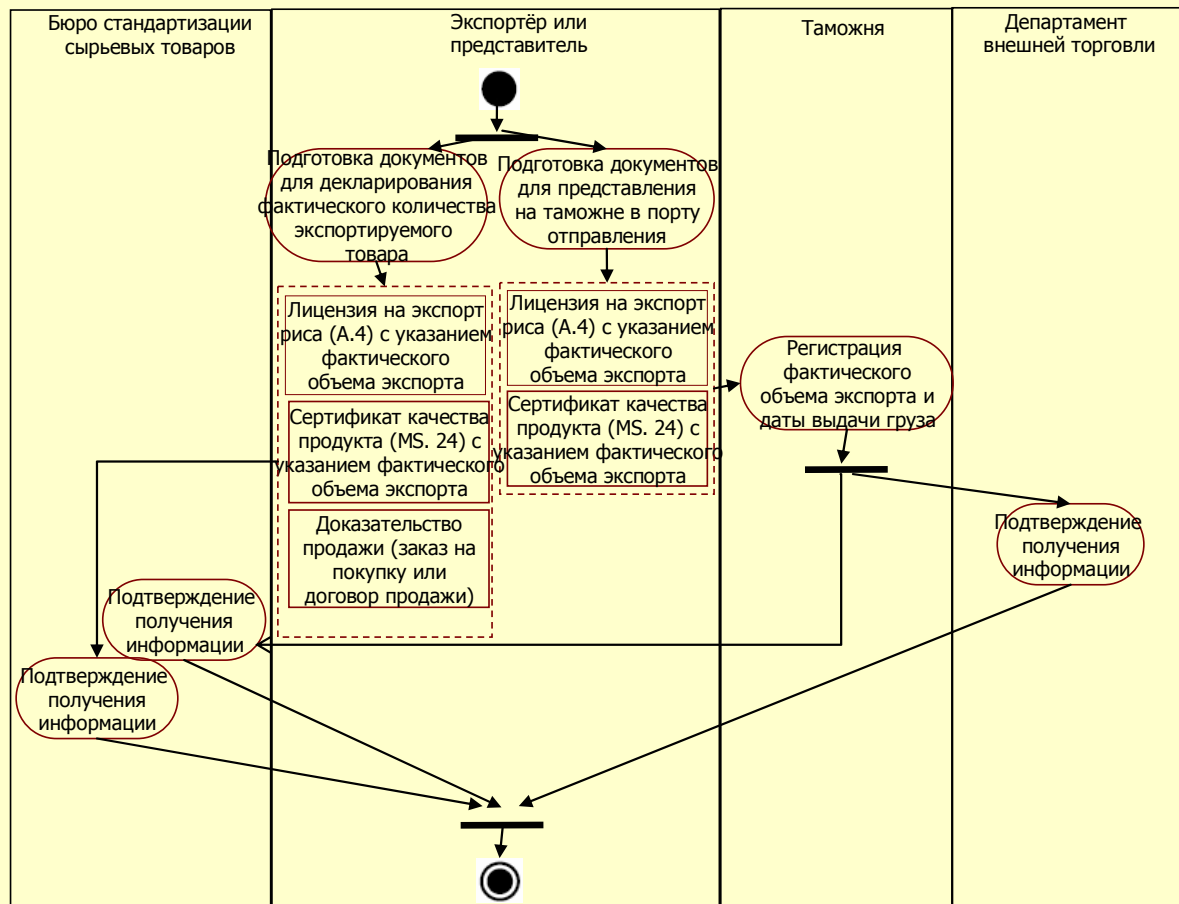 Бюро стандартизации
сырьевых товаров
Экспортёр или
представитель
Таможня
Департамент
внешней торговли
Подготовка документов
для декларирования
фактического количества
экспортируемого
товара
Подготовка документов
для представления
на таможне в порту
отправления
Лицензия на экспорт
риса (А.4) с указанием
фактического
объема экспорта
Сертификат качества
продукта (MS. 24) с
указанием фактического
объема экспорта
Доказательство
продажи (заказ на
покупку или
договор продажи)
Лицензия на экспорт
риса (А.4) с указанием
фактического
объема экспорта
Сертификат качества
продукта (MS. 24) с
указанием фактического
объема экспорта
Регистрация
фактического
объема экспорта и
даты выдачи груза
Подтверждение
получения
информации
Подтверждение
получения
информации
Подтверждение
получения
информации